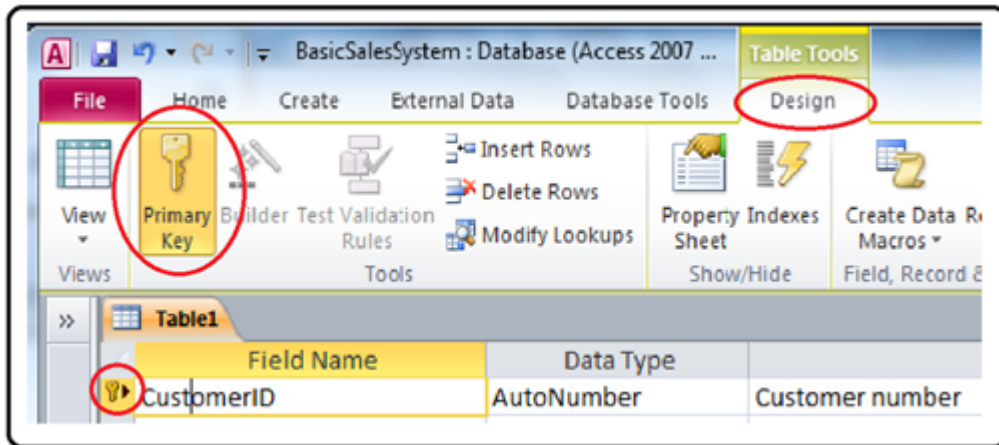 A
BasicSalesSystem : Database (Access 2007 ...
Table Tools
File Home Create External Data Database Tools Design
View
Primary Key
Builder
Test Validation Rules
Insert Rows
Delete Rows
Modify Lookups
Property Sheet
Indexes
Create Data Macros
Views
Tools
Show/Hide
Field, Record &
Table1
Field Name Data Type
CustomerID AutoNumber Customer number